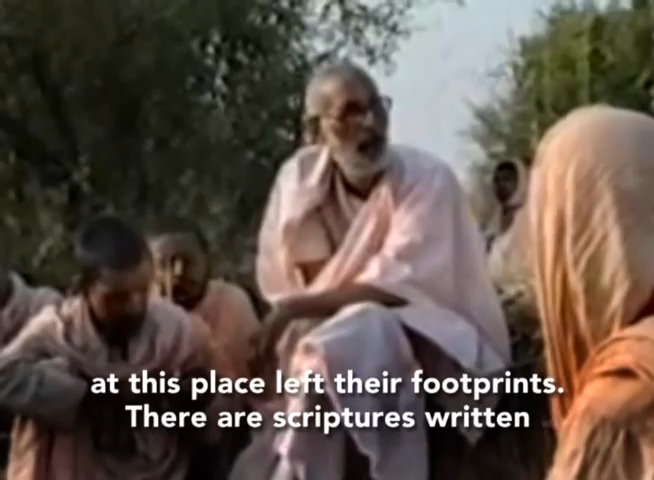 at this place left their footprints.
There are scriptures written